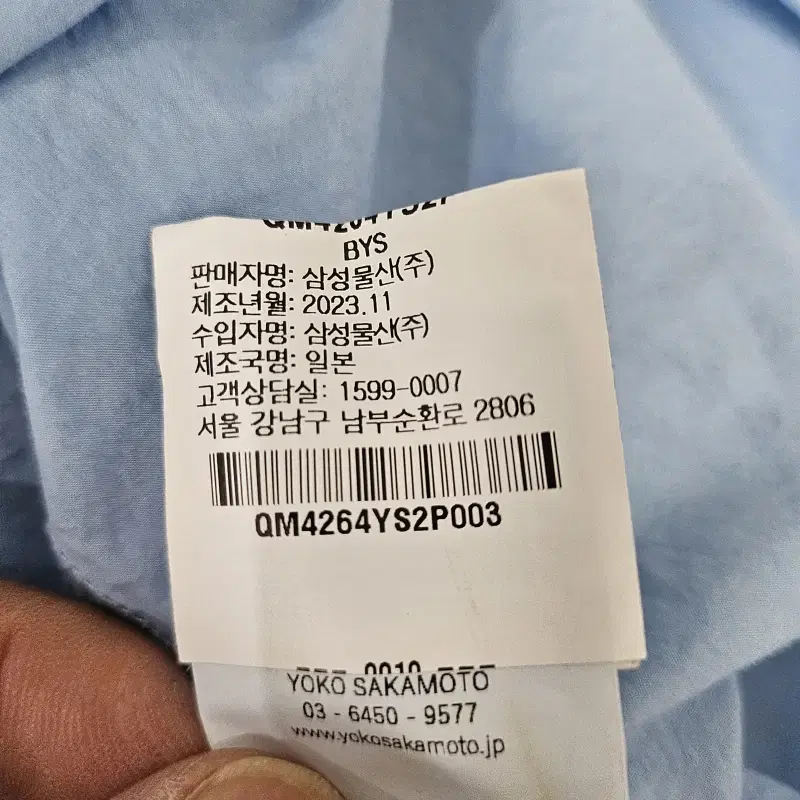 BYS
판매자명: 삼성물산(주)
제조년월: 2023.11
수입자명: 삼성물산(주)
제조국명: 일본
고객상담실: 1599-0007
서울 강남구 남부순환로 2806
QM4264YS2P003
YOKO SAKAMOTO
03 - 6450 - 9577
www.yokosakamoto.jp